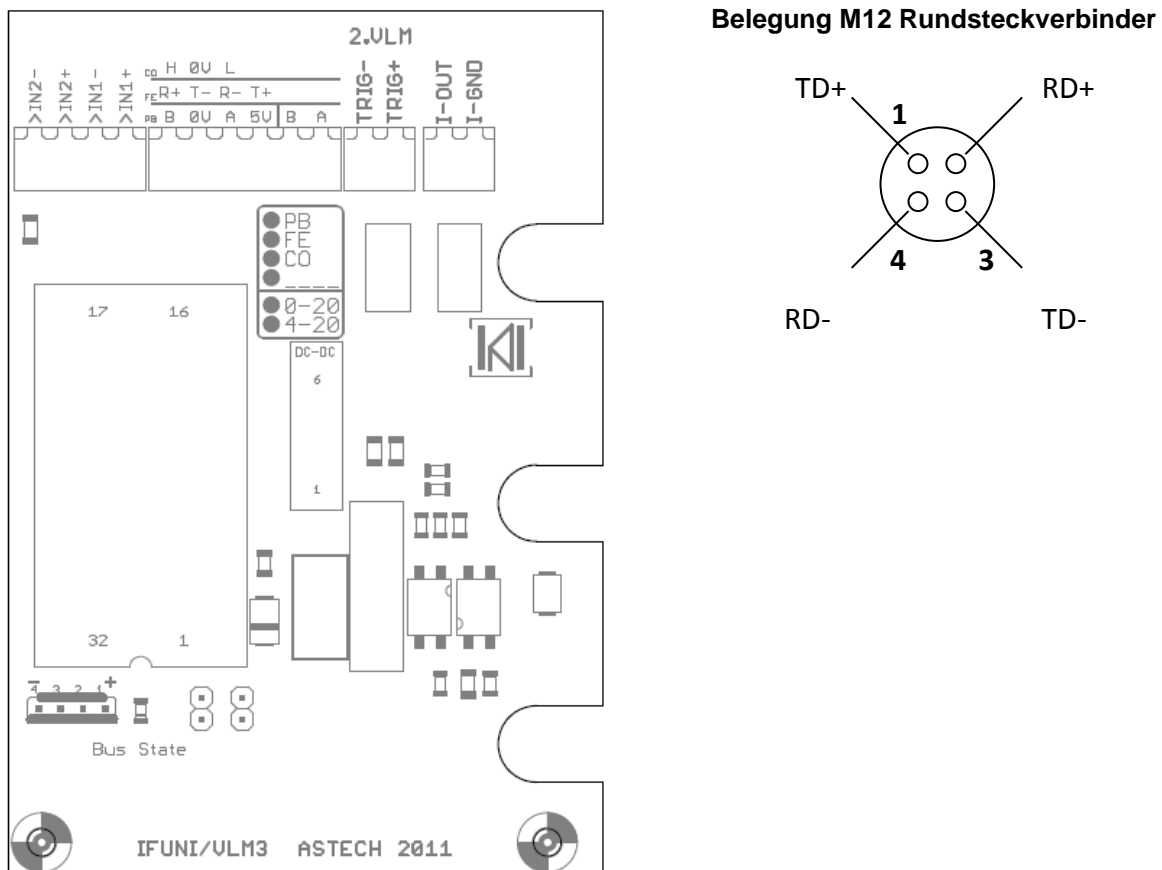 Belegung M12 Rundsteckverbinder
2.VLM
>IN2-
>IN2+
>IN1-
>IN1+
CO H 0V L
FE R+ T- R- T+
PB B 0V A 5V B A
TRIG-
TRIG+
I-OUT
I-GND
TD+
RD+
1
4
3
RD-
TD-
PB
FE
CO
____
0-20
4-20
17 16
DC-DC
6
1
32 1
- +
4 3 2 1
Bus State
IFUNI/VLM3 ASTECH 2011